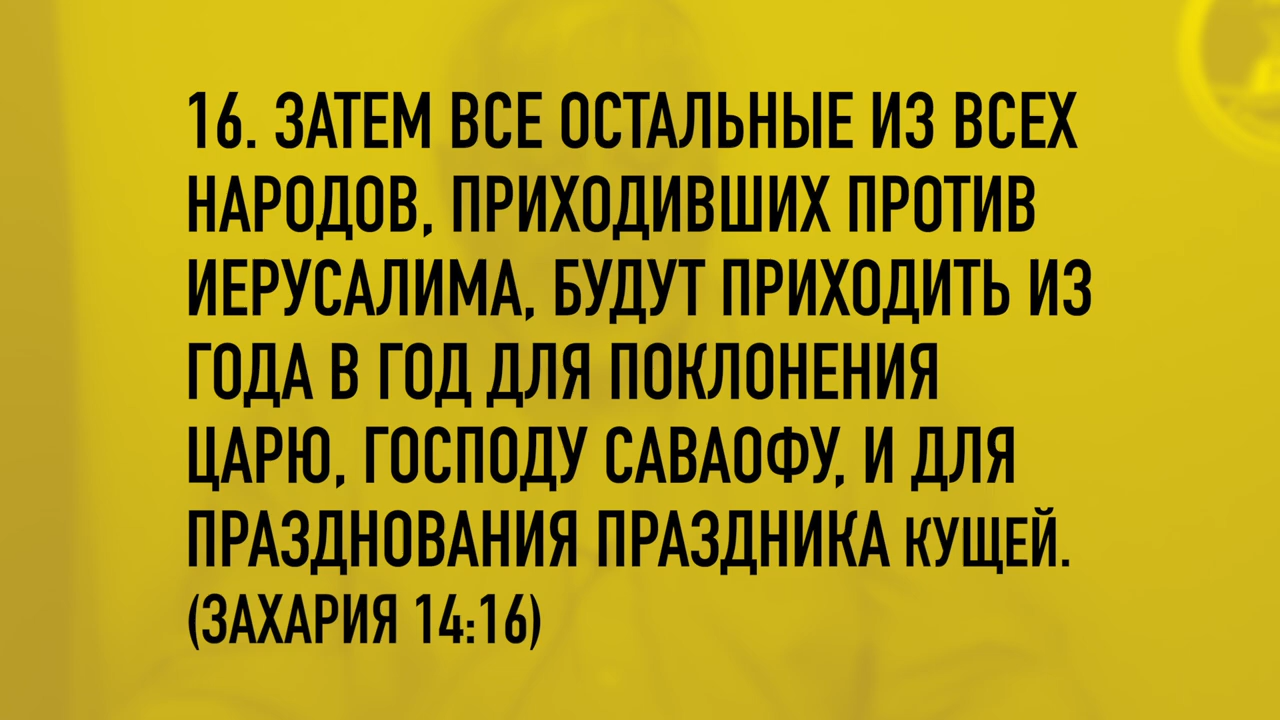 16. ЗАТЕМ ВСЕ ОСТАЛЬНЫЕ ИЗ ВСЕХ
НАРОДОВ, ПРИХОДИВШИХ ПРОТИВ
ИЕРУСАЛИМА, БУДУТ ПРИХОДИТЬ ИЗ
ГОДА В ГОД ДЛЯ ПОКЛОНЕНИЯ
ЦАРЮ, ГОСПОДУ САВАОФУ, И ДЛЯ
ПРАЗДНОВАНИЯ ПРАЗДНИКА КУЩЕЙ.
(ЗАХАРИЯ 14:16)